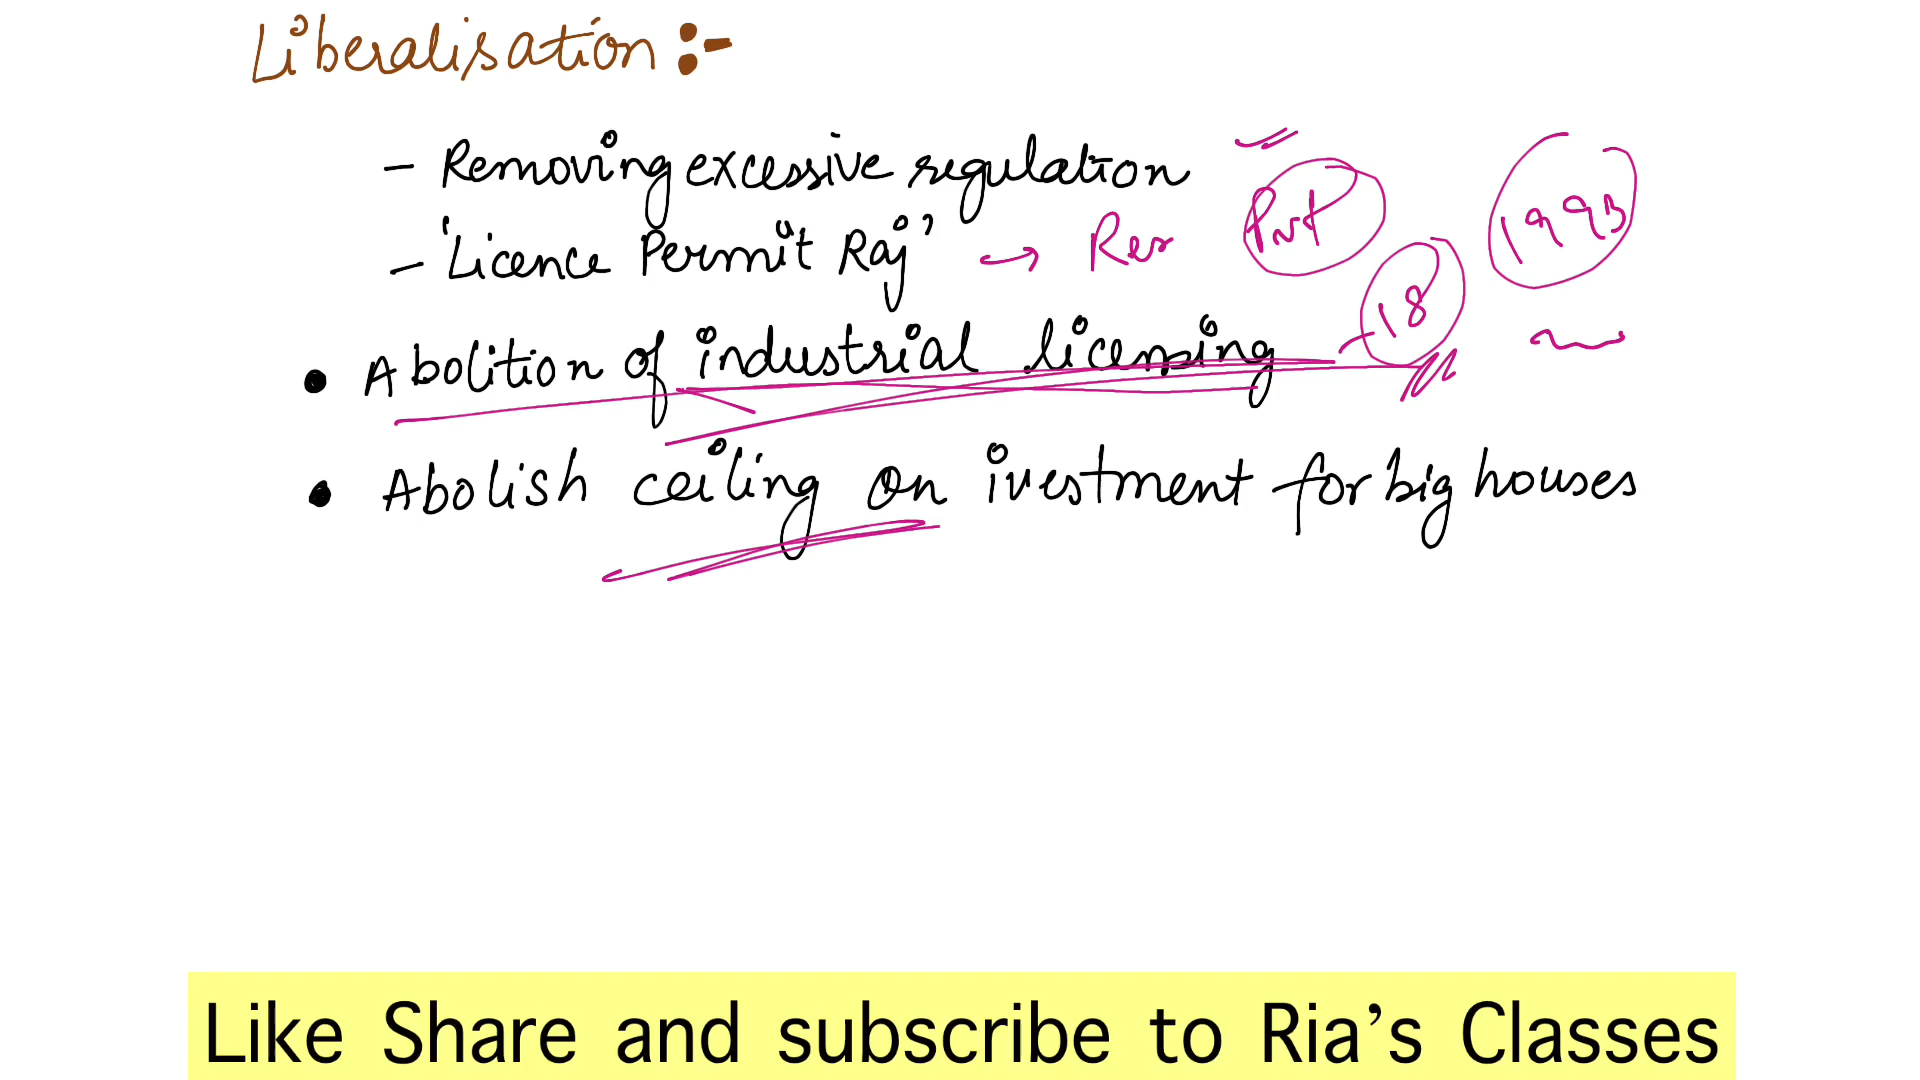 Liberalisation :-
- Removing excessive regulation
- 'Licence Permit Raj' → Res Pvt 1993
• Abolition of industrial licensing - 18
• Abolish ceiling on ivestment for big houses
Like Share and subscribe to Ria's Classes